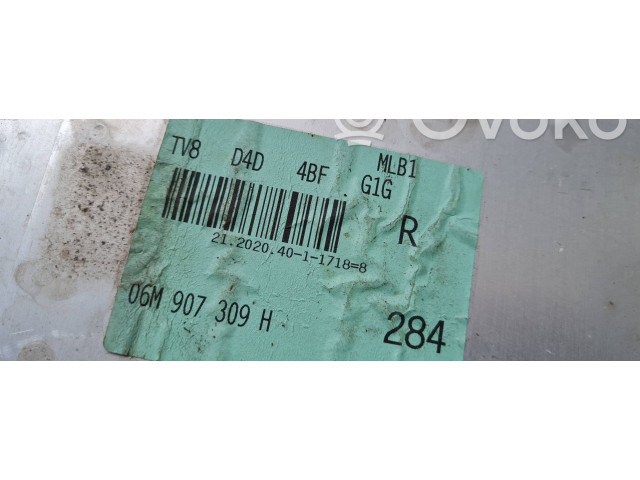 OVOKO
TV8 D4D 4BF MLB1
G1G
R
21.2020.40-1-1718=8
06M 907 309 H
284